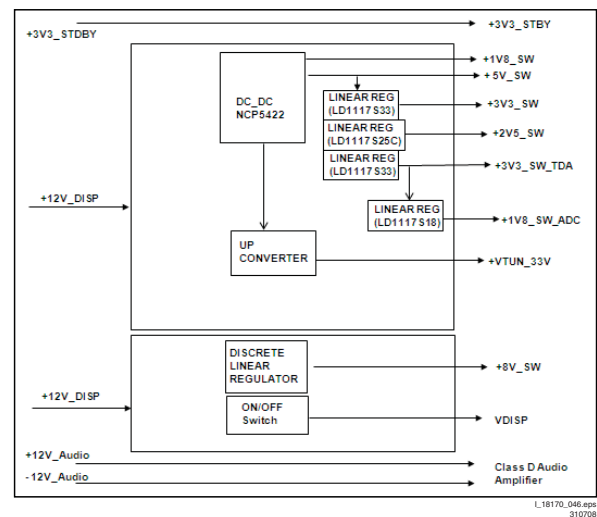 +3V3_STDBY
+3V3_STBY
+1V8_SW
+5V_SW
DC_DC
NCP5422
LINEAR REG
(LD1117S33)
+3V3_SW
LINEAR REG
(LD1117S25C)
+2V5_SW
LINEAR REG
(LD1117S33)
+3V3_SW_TDA
+12V_DISP
LINEAR REG
(LD1117S18)
+1V8_SW_ADC
UP
CONVERTER
+VTUN_33V
DISCRETE
LINEAR
REGULATOR
+8V_SW
+12V_DISP
ON/OFF
Switch
VDISP
+12V_Audio
-12V_Audio
Class D Audio
Amplifier
I_18170_046.eps
310708